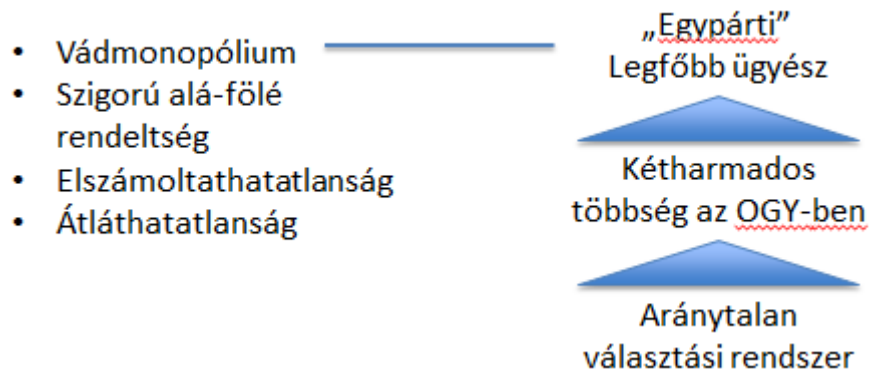 • Vádmonopólium
• Szigorú alá-fölé
rendeltség
• Elszámoltathatatlanság
• Átláthatatlanság
„Egypárti”
Legfőbb ügyész
Kétharmados
többség az OGY-ben
Aránytalan
választási rendszer